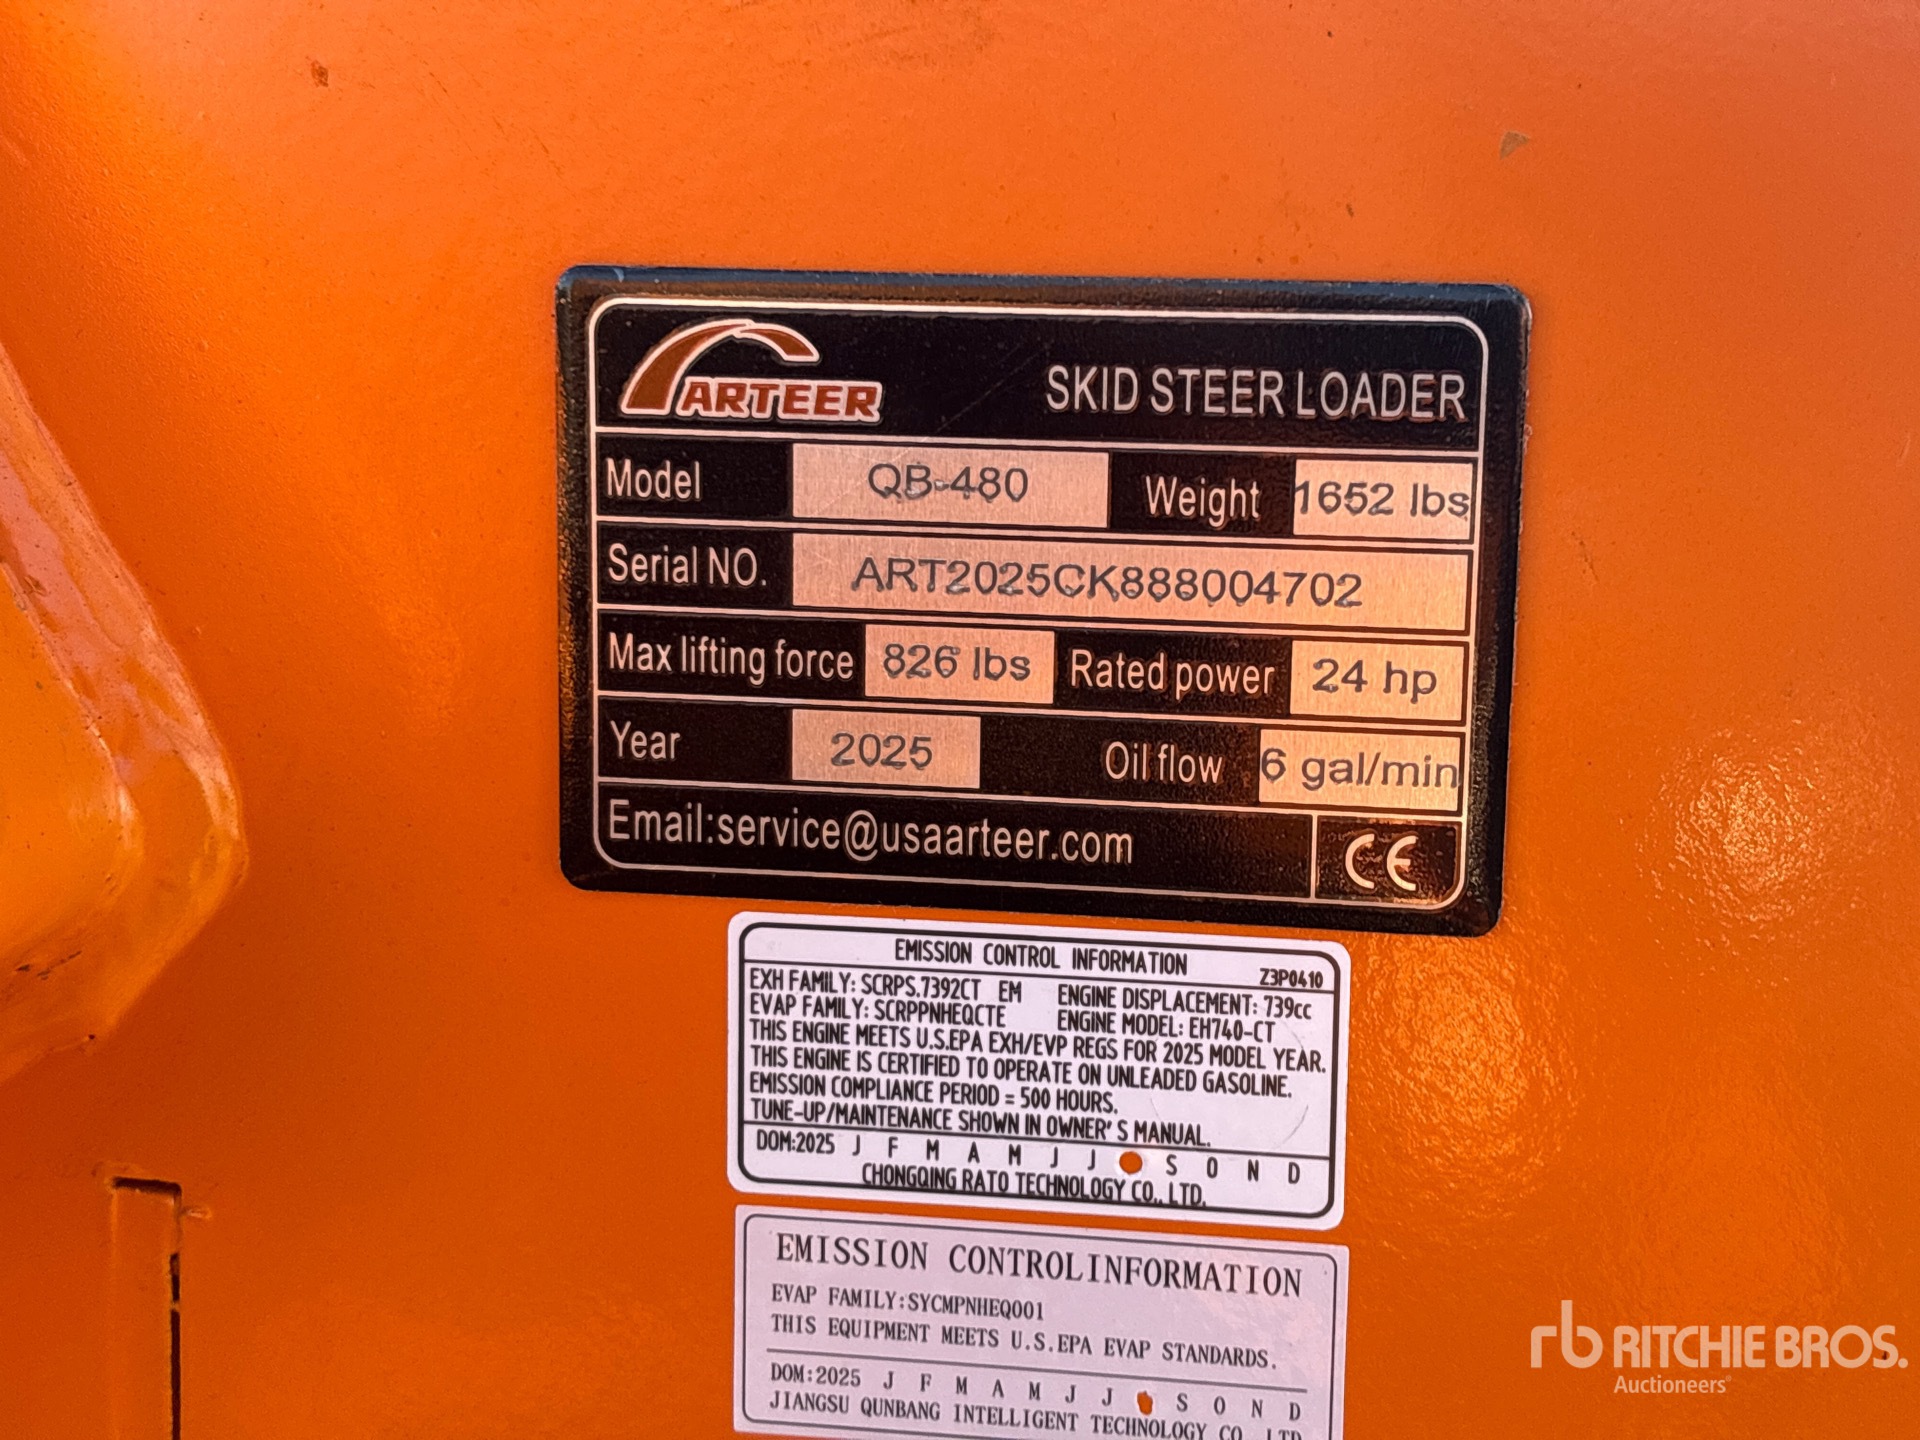 ARTEER SKID STEER LOADER
Model QB-480 Weight 1652 lbs
Serial NO. ART2025CK888004702
Max lifting force 826 lbs Rated power 24 hp
Year 2025 Oil flow 6 gal/min
Email:service@usaarteer.com CE
EMISSION CONTROL INFORMATION Z3P0410
EXH FAMILY: SCRPS.7392CT EM ENGINE DISPLACEMENT: 739cc
EVAP FAMILY: SCRPPNHEQCTE ENGINE MODEL: EH740-CT
THIS ENGINE MEETS U.S.EPA EXH/EVP REGS FOR 2025 MODEL YEAR.
THIS ENGINE IS CERTIFIED TO OPERATE ON UNLEADED GASOLINE.
EMISSION COMPLIANCE PERIOD = 500 HOURS.
TUNE-UP/MAINTENANCE SHOWN IN OWNER' S MANUAL.
DOM:2025 J F M A M J J S O N D
CHONGQING RATO TECHNOLOGY CO., LTD.
EMISSION CONTROLINFORMATION
EVAP FAMILY:SYCMPNHEQ001
THIS EQUIPMENT MEETS U.S.EPA EVAP STANDARDS.
DOM:2025 J F M A M J J S O N D
JIANGSU QUNBANG INTELLIGENT TECHNOLOGY CO. LTD
rb RITCHIE BROS.
Auctioneers